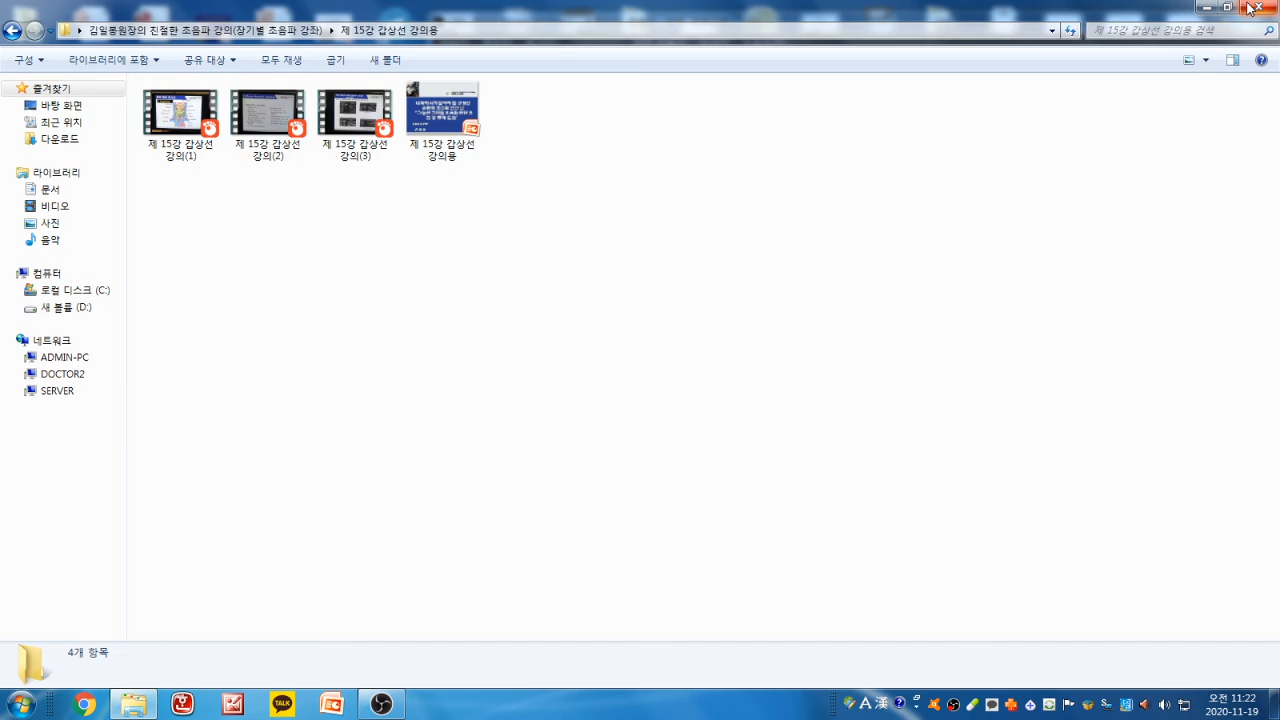 김일봉원장의 친절한 초음파 강의(장기별 초음파 강좌) 제 15강 갑상선 강의용
제 15강 갑상선 강의용 검색
구성 라이브러리에 포함 공유 대상 모두 재생 굽기 새 폴더
즐겨찾기
바탕 화면
최근 위치
다운로드
라이브러리
문서
비디오
사진
음악
컴퓨터
로컬 디스크 (C:)
새 볼륨 (D:)
네트워크
ADMIN-PC
DOCTOR2
SERVER
제 15강 갑상선
강의(1)
제 15강 갑상선
강의(2)
제 15강 갑상선
강의(3)
제 15강 갑상선
강의용
4개 항목
TALK
A 漢
오전 11:22
2020-11-19